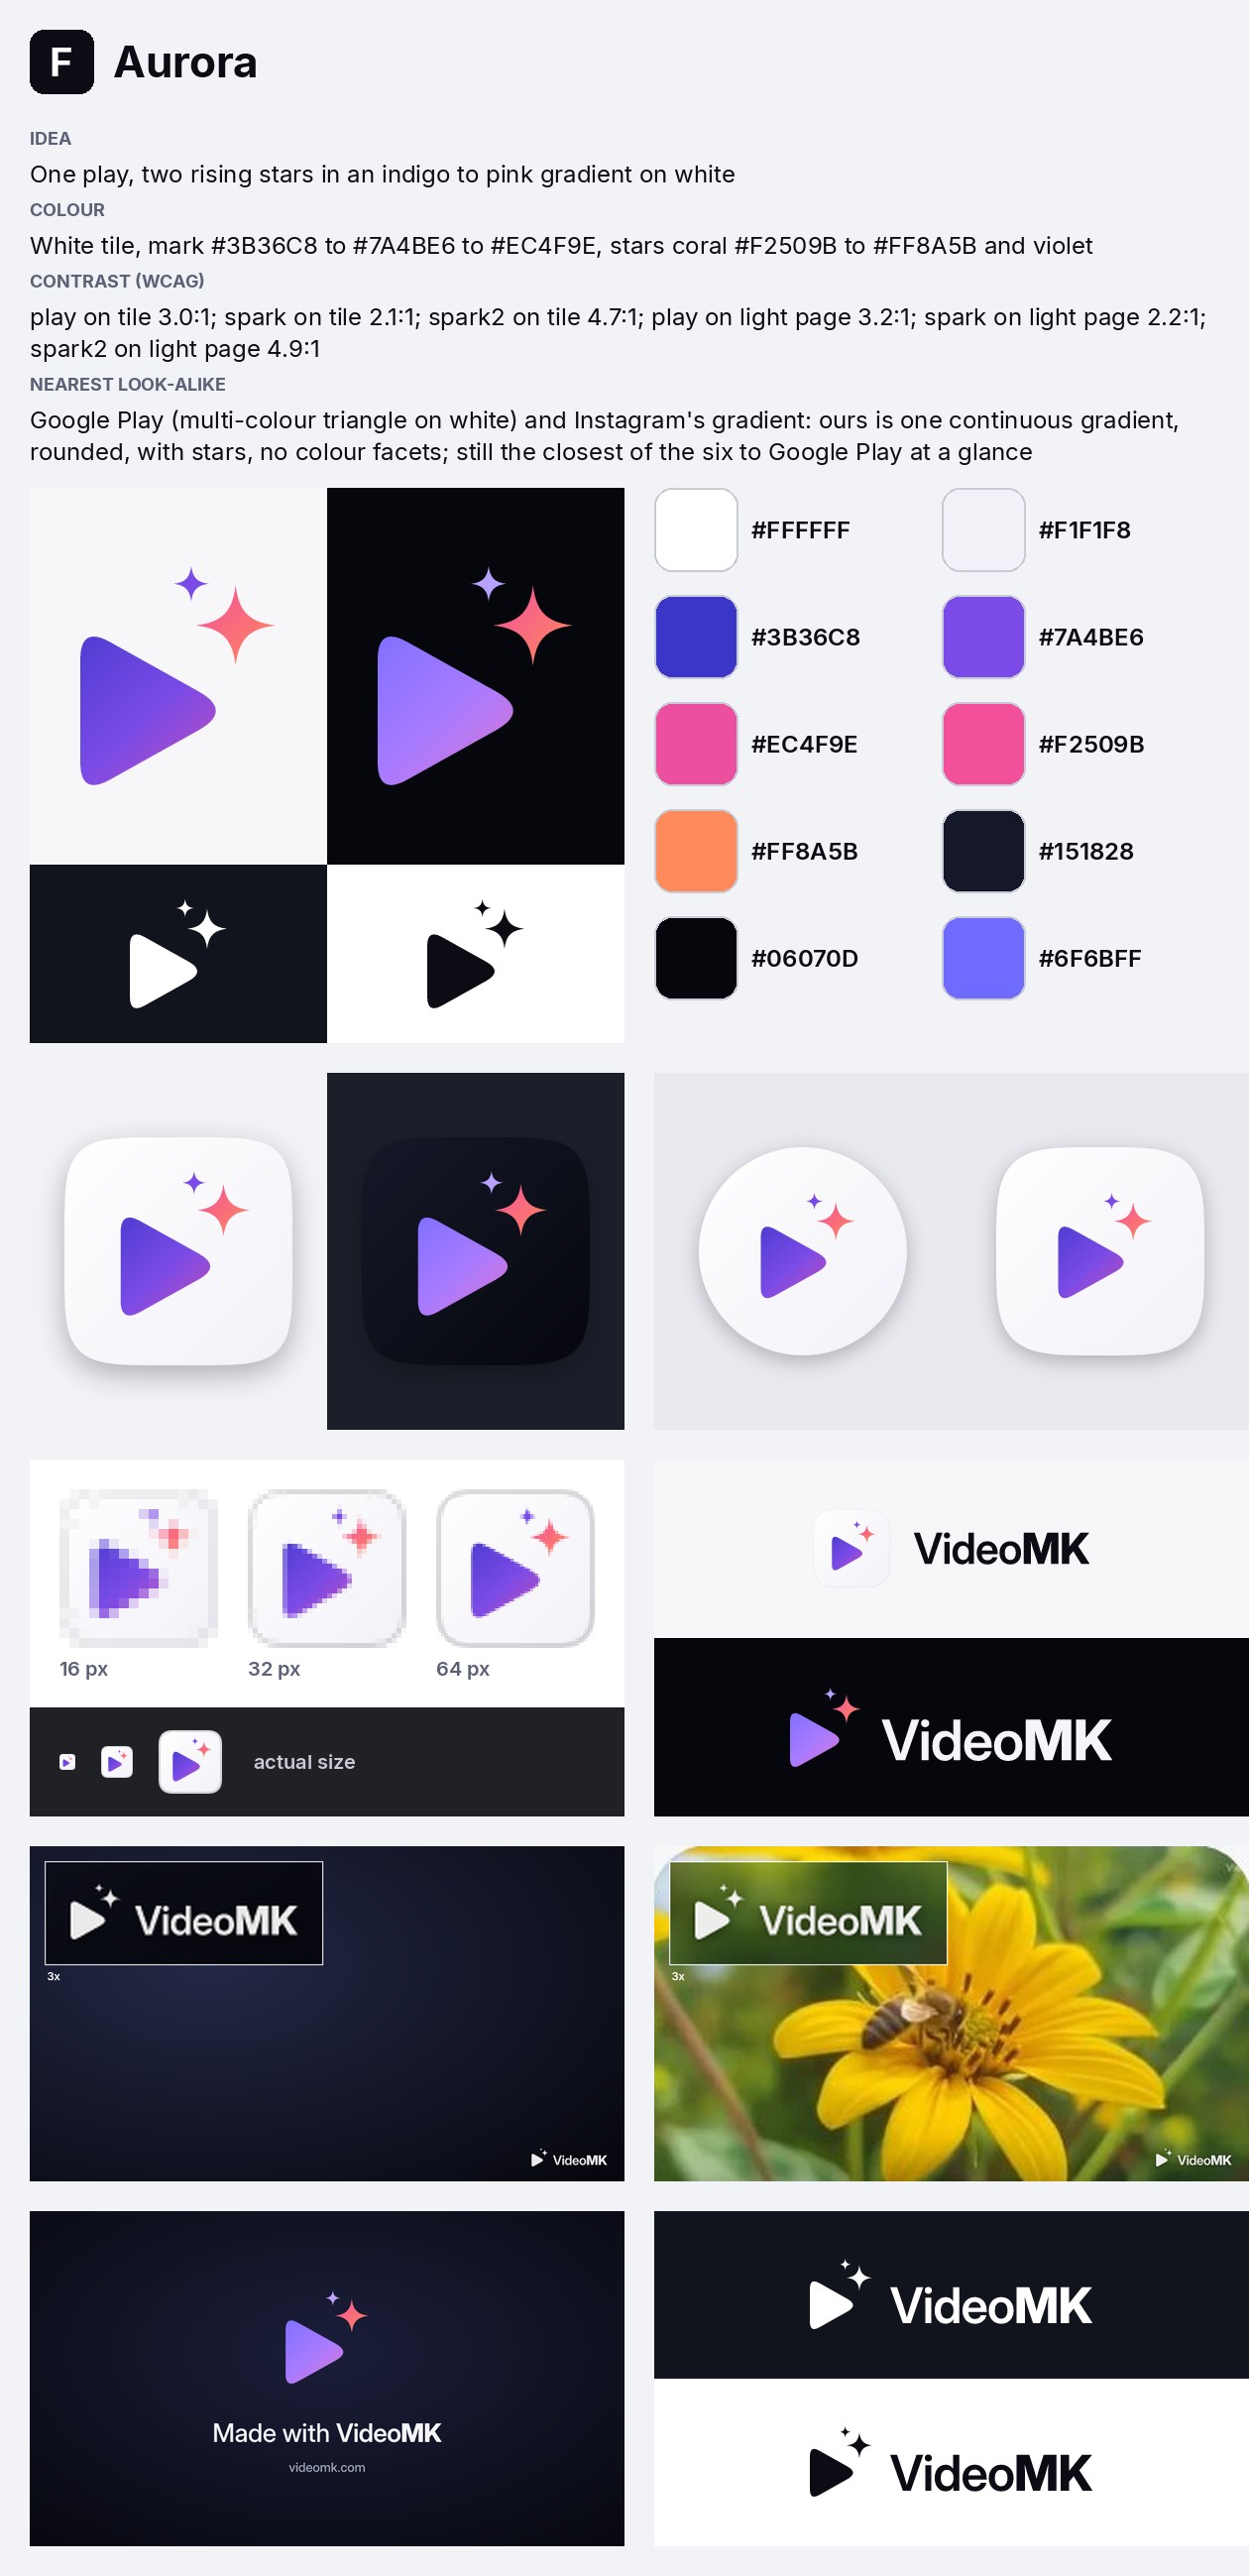 F Aurora
IDEA
One play, two rising stars in an indigo to pink gradient on white
COLOUR
White tile, mark #3B36C8 to #7A4BE6 to #EC4F9E, stars coral #F2509B to #FF8A5B and violet
CONTRAST (WCAG)
play on tile 3.0:1; spark on tile 2.1:1; spark2 on tile 4.7:1; play on light page 3.2:1; spark on light page 2.2:1;
spark2 on light page 4.9:1
NEAREST LOOK-ALIKE
Google Play (multi-colour triangle on white) and Instagram's gradient: ours is one continuous gradient,
rounded, with stars, no colour facets; still the closest of the six to Google Play at a glance
#FFFFFF #F1F1F8
#3B36C8 #7A4BE6
#EC4F9E #F2509B
#FF8A5B #151828
#06070D #6F6BFF
16 px 32 px 64 px
actual size
VideoMK
VideoMK
VideoMK
3x
VideoMK
VideoMK
3x
VideoMK
Made with VideoMK
videomk.com
VideoMK
VideoMK